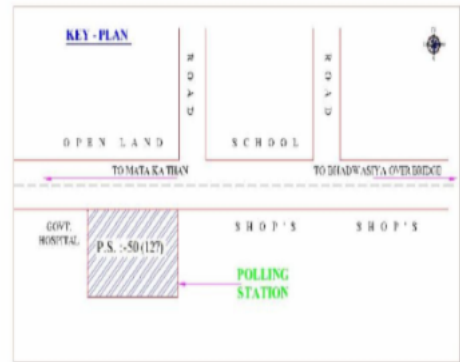 KEY - PLAN
ROAD
ROAD
OPEN LAND
SCHOOL
TO MATA KA THAN
TO BHADWASIYA OVER BRIDGE
GOVT.
HOSPITAL
P.S. :-50 (127)
SHOP'S
SHOP'S
POLLING
STATION